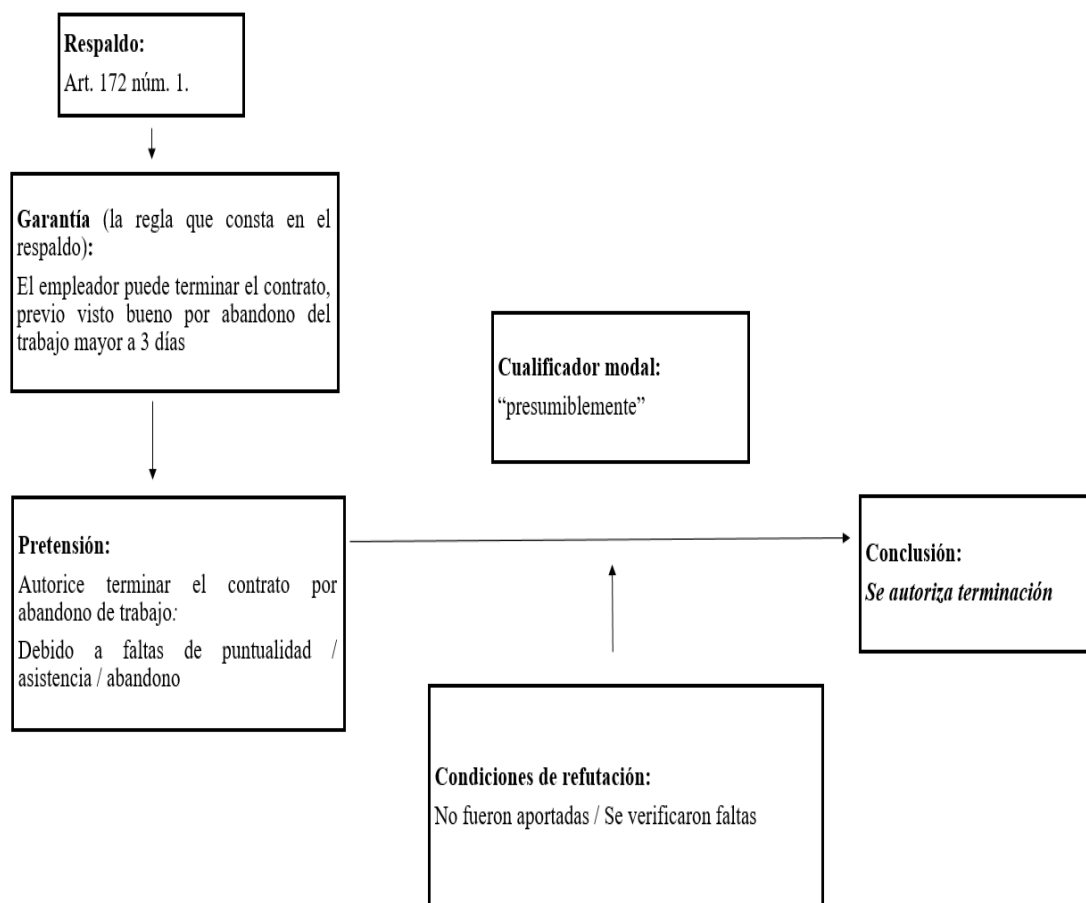 Respaldo:
Art. 172 núm. 1.
Garantía (la regla que consta en el
respaldo):
El empleador puede terminar el contrato,
previo visto bueno por abandono del
trabajo mayor a 3 días
Cualificador modal:
“presumiblemente”
Pretensión:
Autorice terminar el contrato por
abandono de trabajo:
Debido a faltas de puntualidad /
asistencia / abandono
Conclusión:
Se autoriza terminación
Condiciones de refutación:
No fueron aportadas / Se verificaron faltas